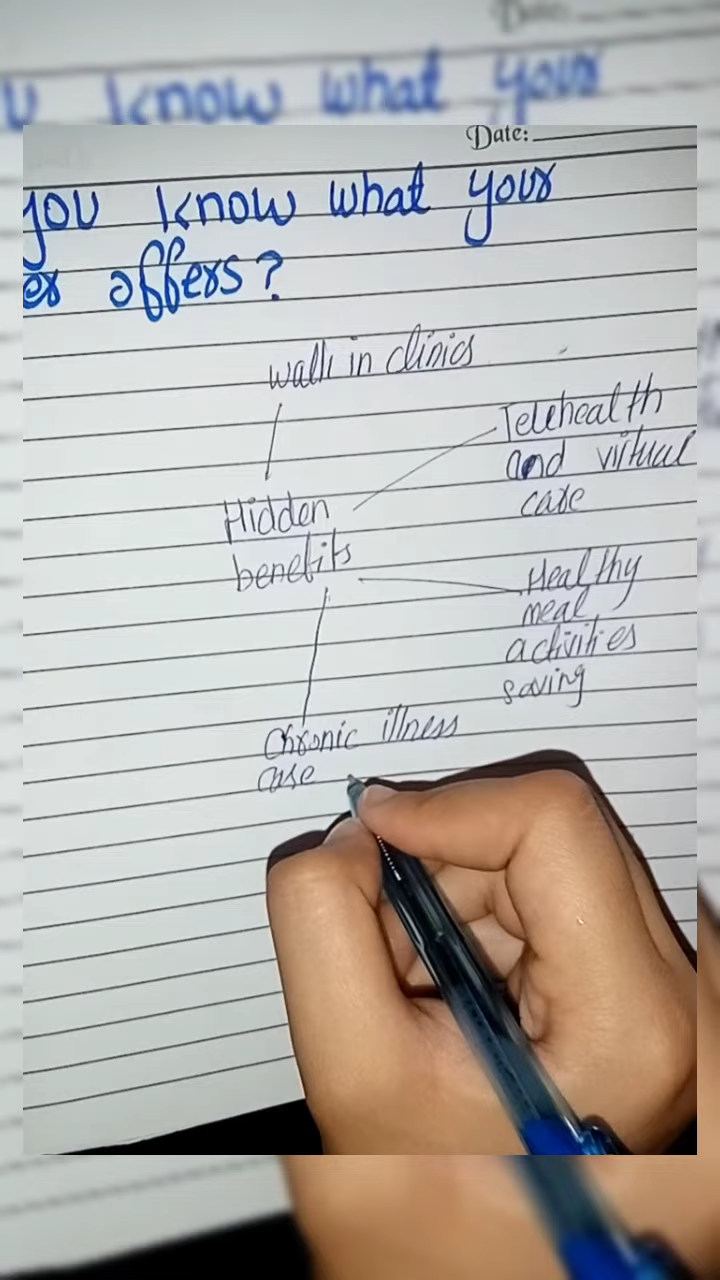 Date:
you know what your
er offers?
walk in clinics
Telehealth
and virtual
care
Hidden
benefits
Healthy
meal
activities
saving
Chronic illness
care